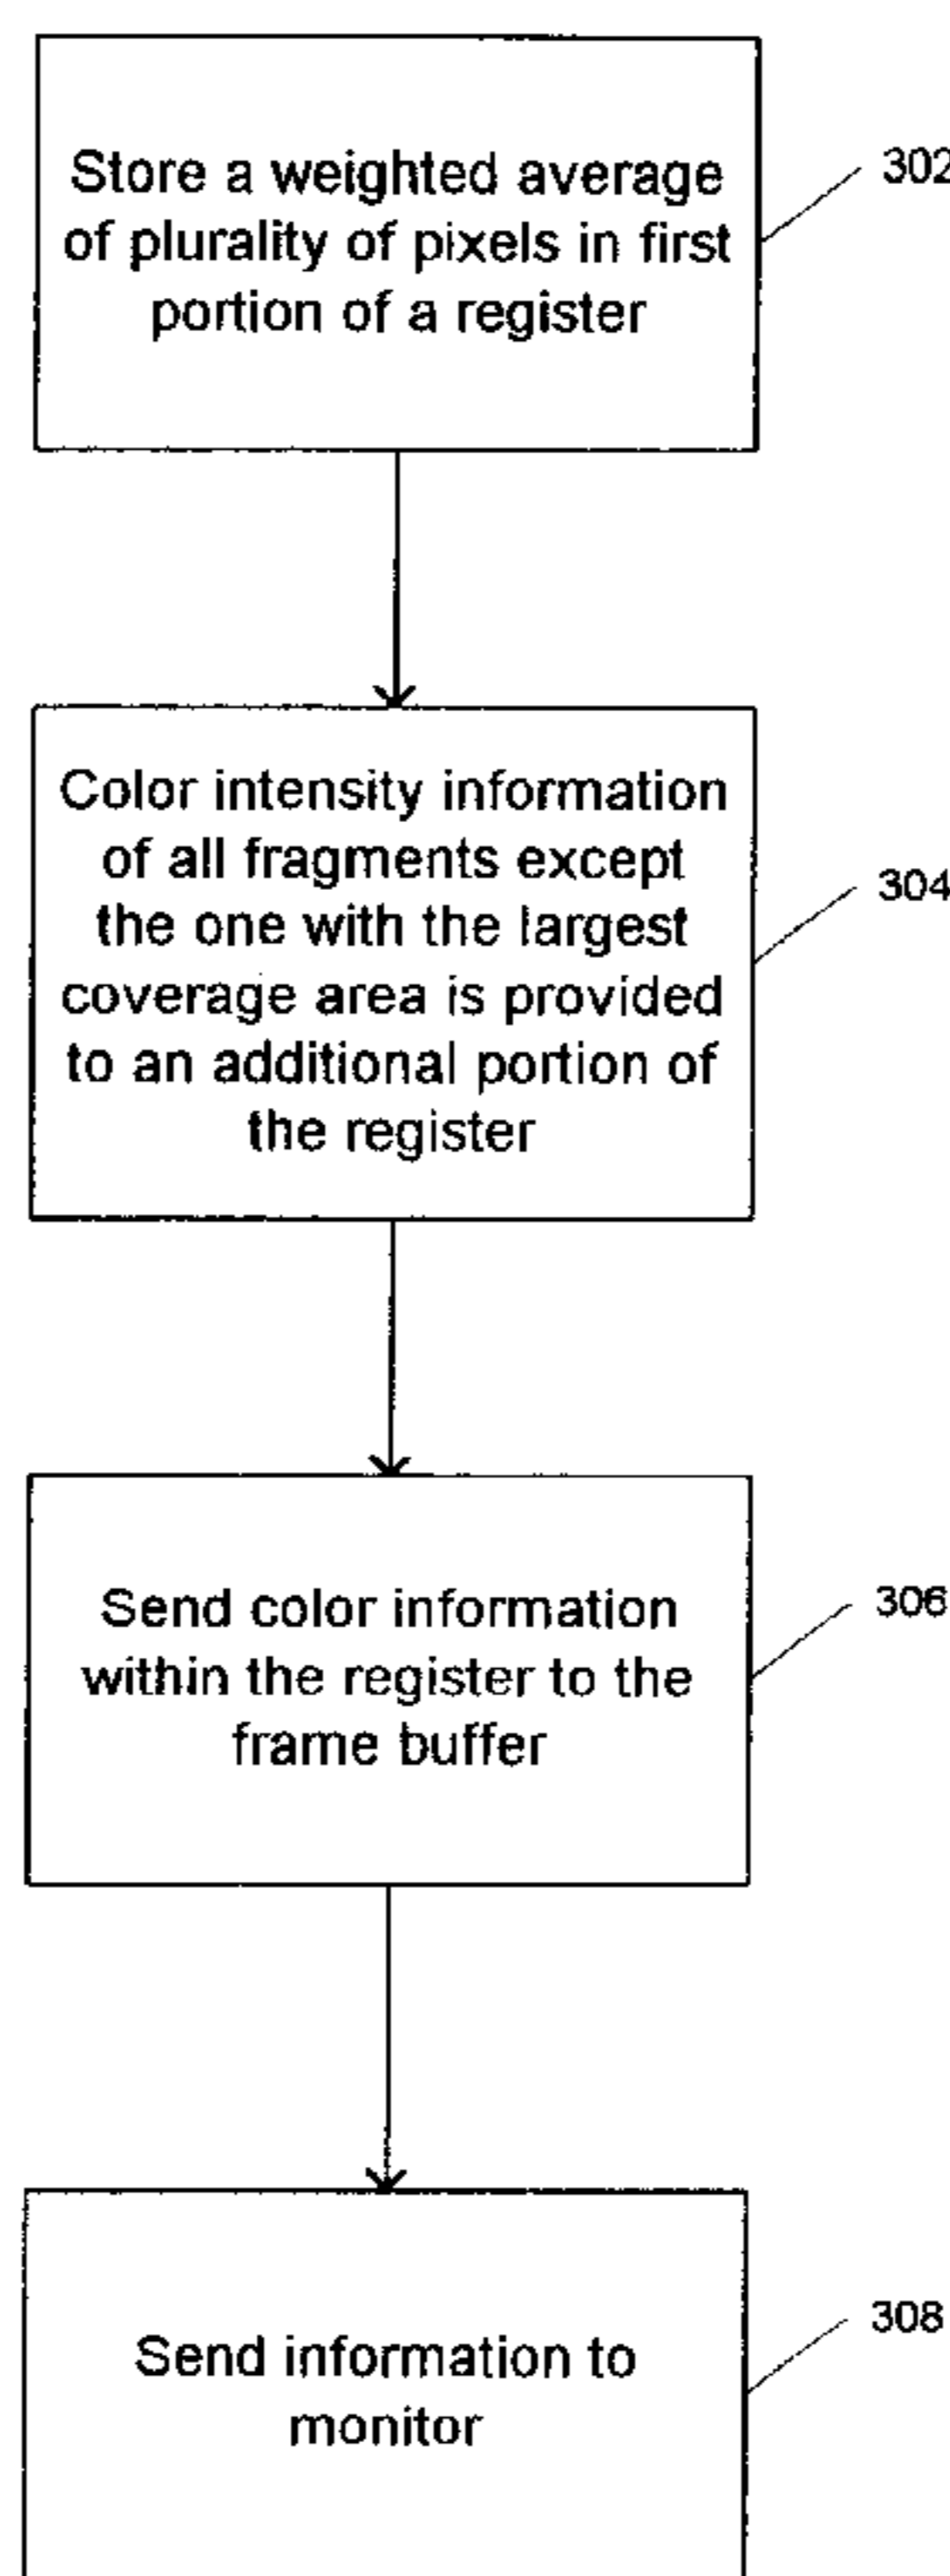 Store a weighted average
of plurality of pixels in first
portion of a register
302
Color intensity information
of all fragments except
the one with the largest
coverage area is provided
to an additional portion of
the register
304
Send color information
within the register to the
frame buffer
306
Send information to
monitor
308